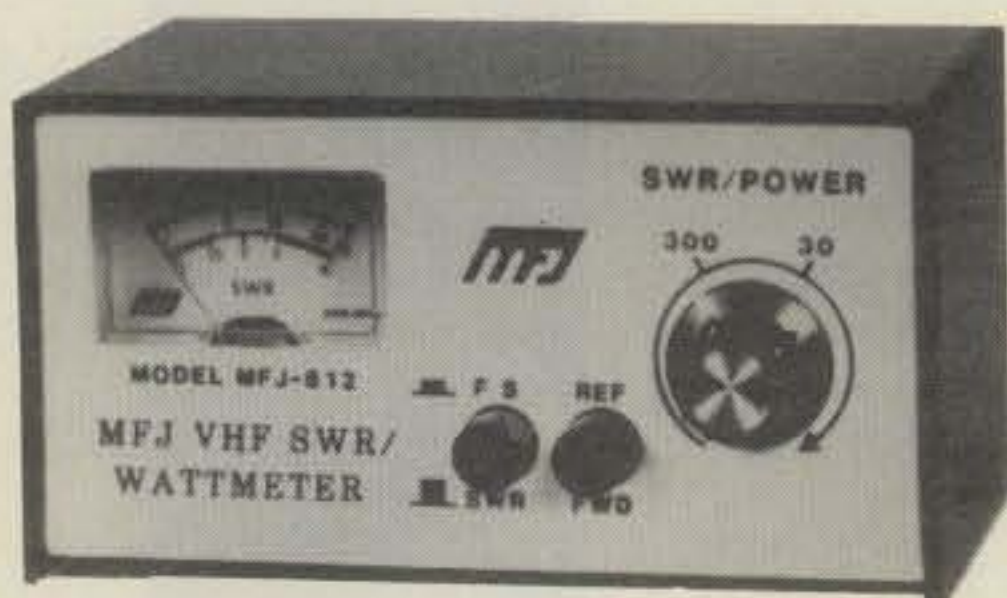 SWR/POWER
300 30
MFJ
SWR
MODEL MFJ-812
F S REF
MFJ VHF SWR/
WATTMETER
SWR FWD